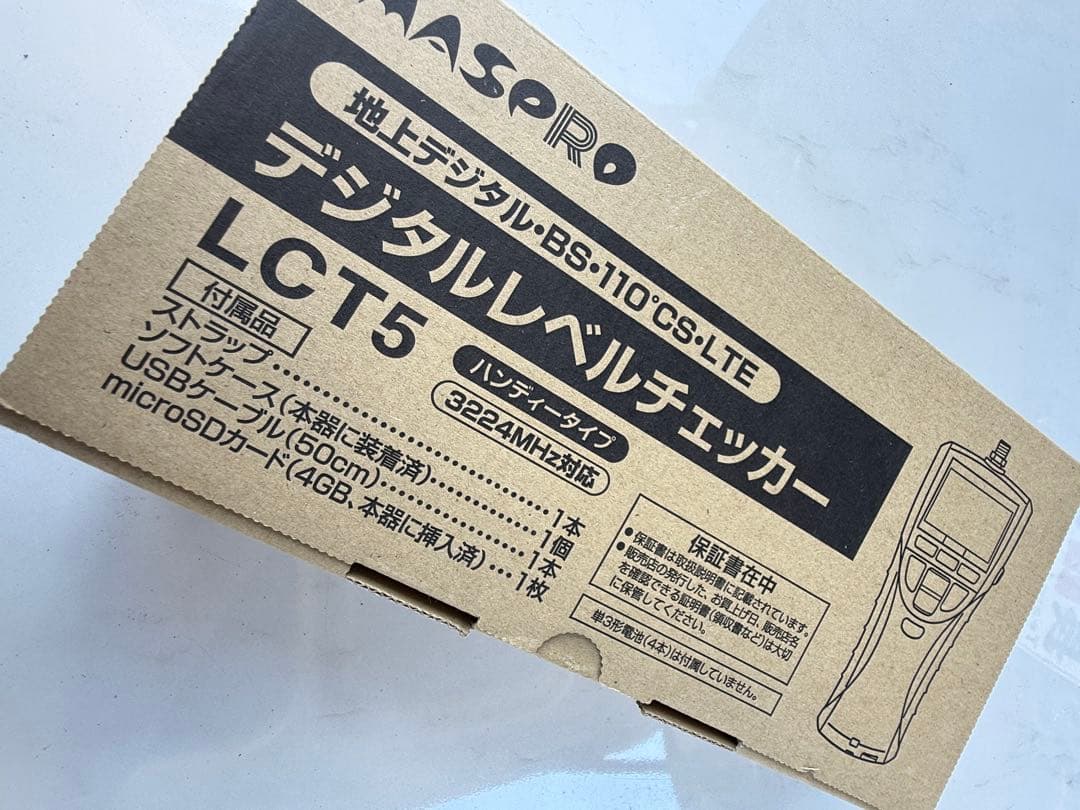 MASPRO
地上デジタル・BS・110°CS・LTE
デジタルレベルチェッカー
LCT5
ハンディータイプ
3224MHz対応
付属品
ストラップ……………………………1本
ソフトケース(本器に装着済)…………1個
USBケーブル(50cm)…………………1本
microSDカード(4GB、本器に挿入済)…1枚
保証書在中
●保証書は取扱説明書に記載されています。
●販売店の発行した、お買上げ日、販売店名
を確認できる証明書(領収書など)は大切
に保管してください。
単3形電池(4本)は付属していません。